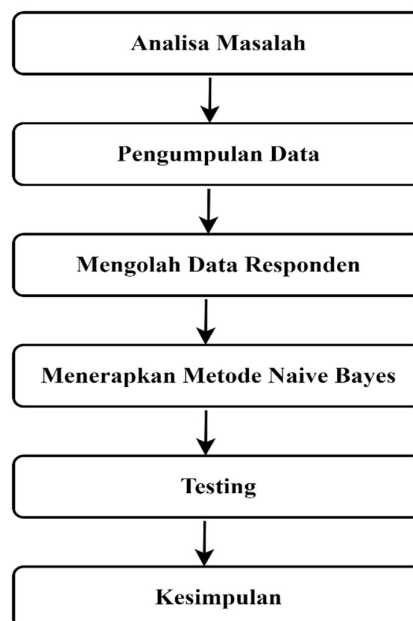 Analisa Masalah
Pengumpulan Data
Mengolah Data Responden
Menerapkan Metode Naive Bayes
Testing
Kesimpulan